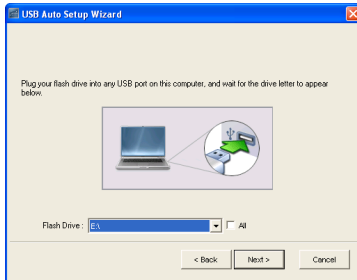 USB Auto Setup Wizard
Plug your flash drive into any USB port on this computer, and wait for the drive letter to appear
below.
Flash Drive : E:\ All
< Back Next > Cancel